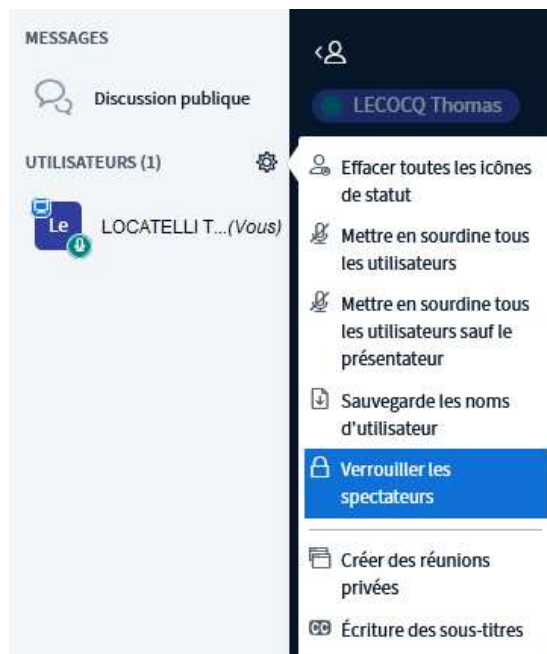 MESSAGES
Discussion publique
UTILISATEURS (1)
Le
LOCATELLI T...(Vous)
LECOCQ Thomas
Effacer toutes les icônes
de statut
Mettre en sourdine tous
les utilisateurs
Mettre en sourdine tous
les utilisateurs sauf le
présentateur
Sauvegarde les noms
d'utilisateur
Verrouiller les
spectateurs
Créer des réunions
privées
CC Écriture des sous-titres